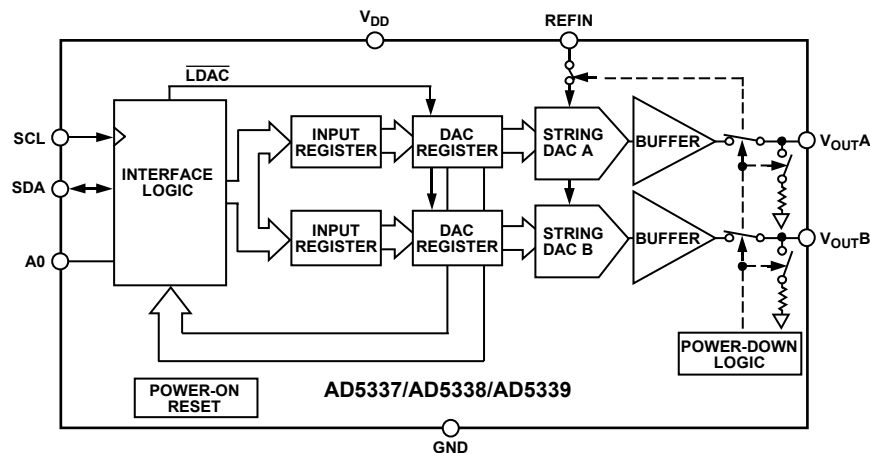 VDD
REFIN
LDAC
SCL
SDA
A0
INTERFACE
LOGIC
INPUT
REGISTER
DAC
REGISTER
STRING
DAC A
BUFFER
VOUTA
INPUT
REGISTER
DAC
REGISTER
STRING
DAC B
BUFFER
VOUTB
POWER-DOWN
LOGIC
POWER-ON
RESET
AD5337/AD5338/AD5339
GND